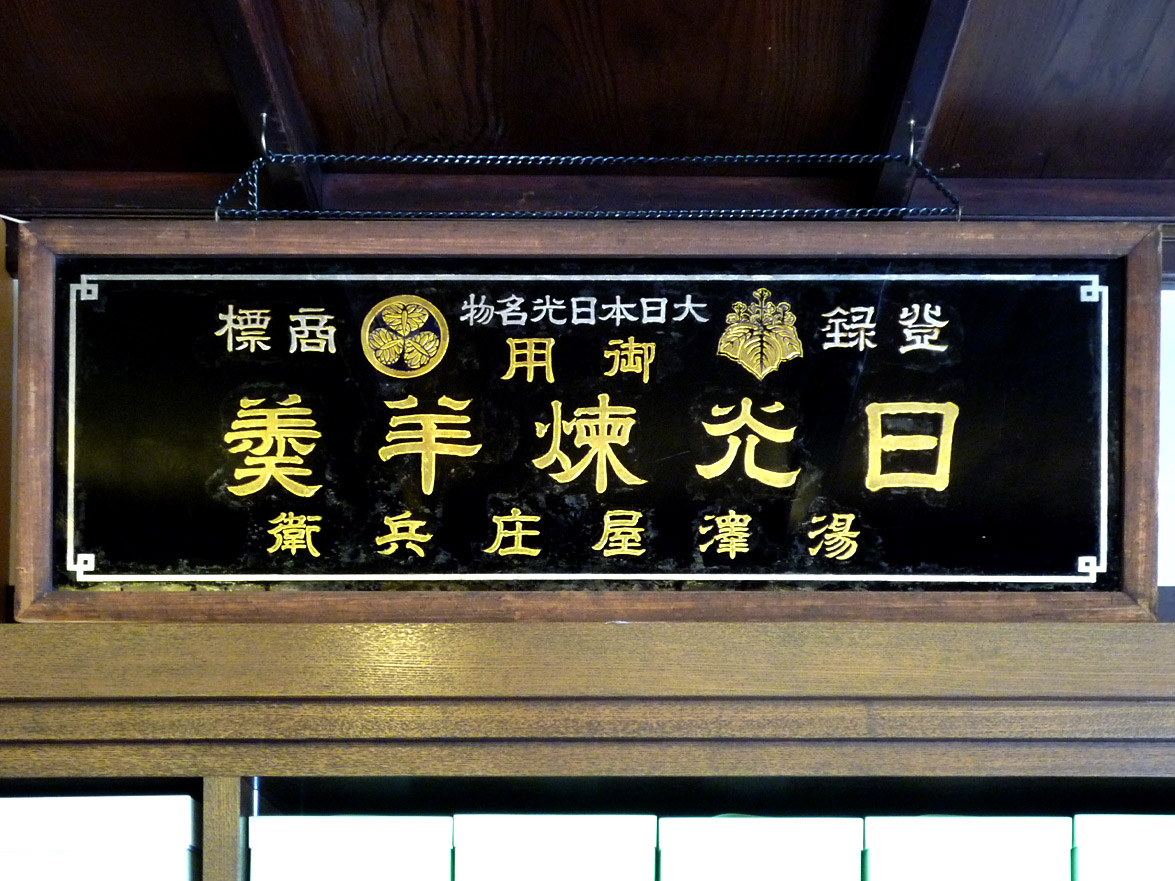 登録商標
大日本日光名物
御用
日光煉羊羹
湯澤屋庄兵衛